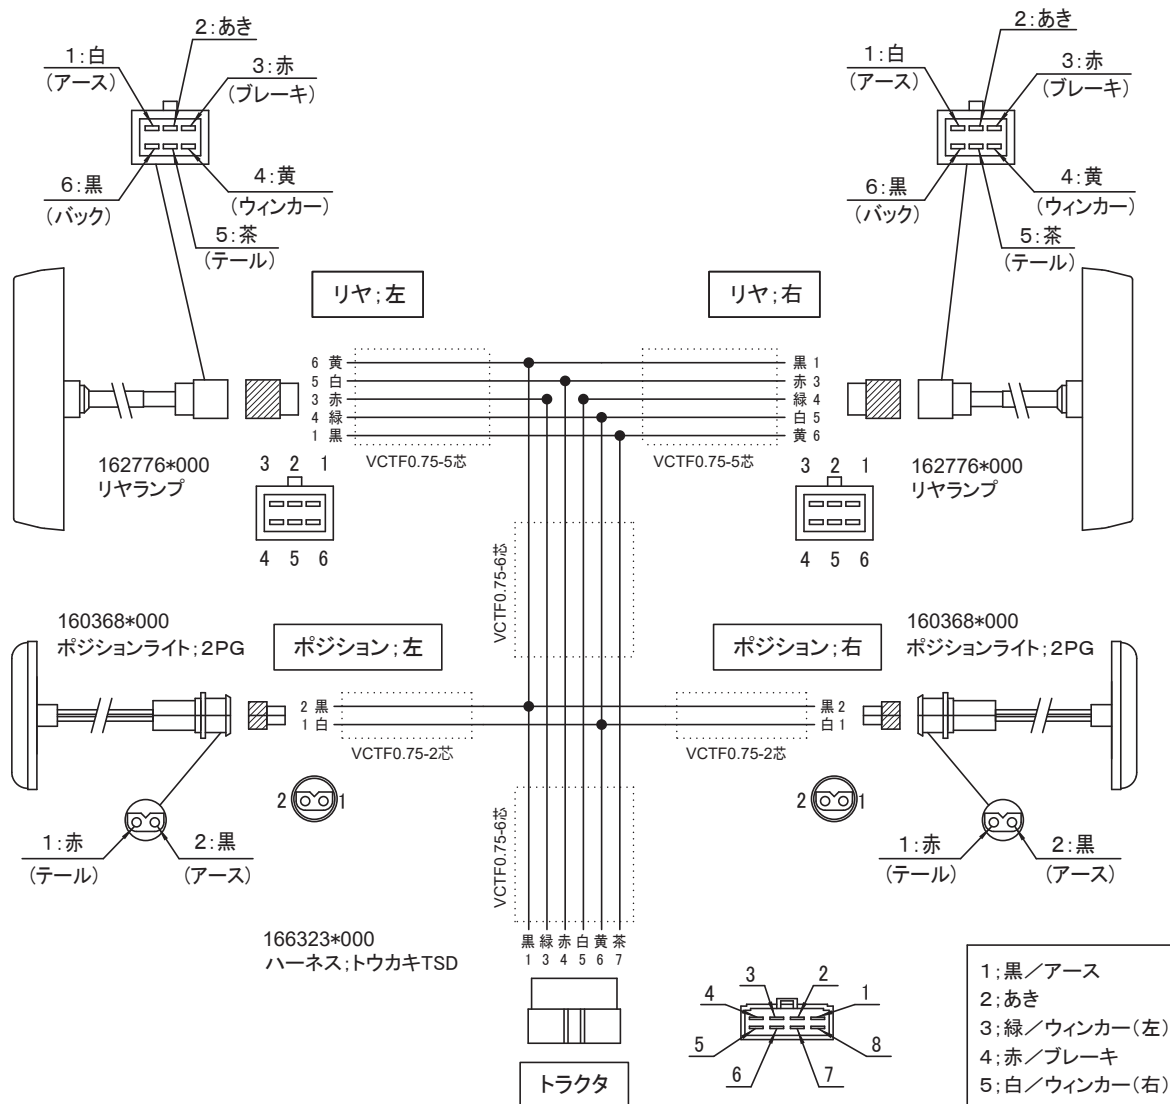 2:あき
1:白
(アース)
3:赤
(ブレーキ)
6:黒
(バック)
4:黄
(ウィンカー)
5:茶
(テール)
2:あき
1:白
(アース)
3:赤
(ブレーキ)
6:黒
(バック)
4:黄
(ウィンカー)
5:茶
(テール)
リヤ;左
リヤ;右
6 黄
5 白
3 赤
4 緑
1 黒
黒 1
赤 3
緑 4
白 5
黄 6
VCTF0.75-5芯
VCTF0.75-5芯
162776*000
リヤランプ
162776*000
リヤランプ
3 2 1
4 5 6
3 2 1
4 5 6
VCTF0.75-6芯
160368*000
ポジションライト;2PG
ポジション;左
ポジション;右
160368*000
ポジションライト;2PG
2 黒
1 白
黒 2
白 1
VCTF0.75-2芯
VCTF0.75-2芯
2 1
2 1
1:赤
(テール)
2:黒
(アース)
1:赤
(テール)
2:黒
(アース)
VCTF0.75-6芯
166323*000
ハーネス;トウカキTSD
黒 緑 赤 白 黄 茶
1 3 4 5 6 7
トラクタ
4 3 2 1
5 6 7 8
1;黒/アース
2;あき
3;緑/ウィンカー(左)
4;赤/ブレーキ
5;白/ウィンカー(右)